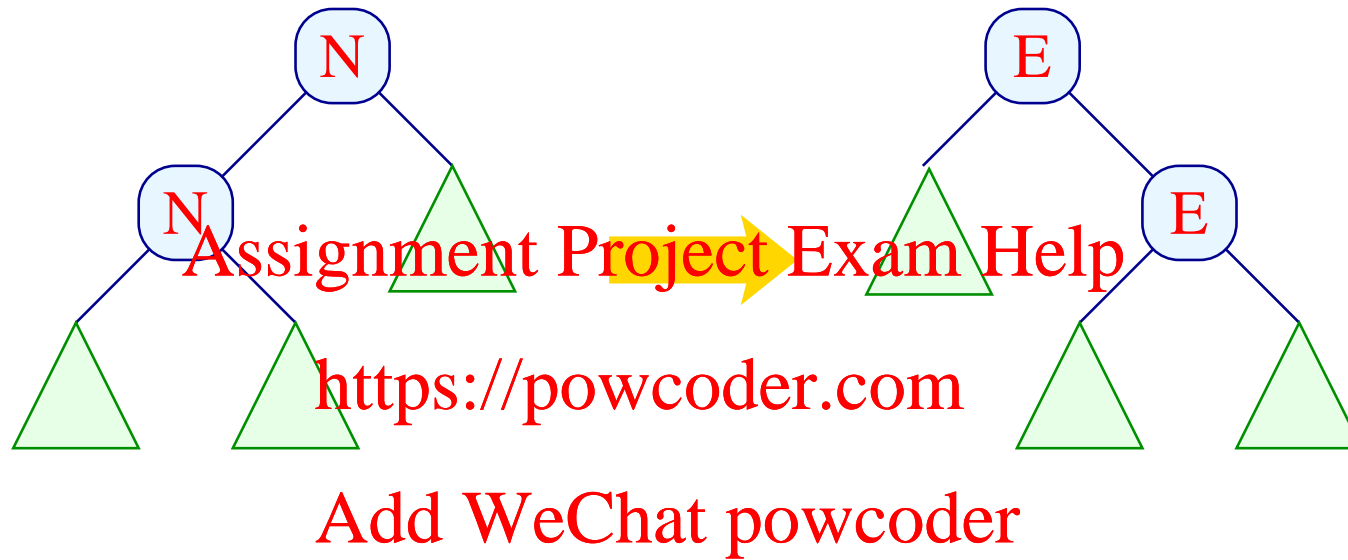 N
E
N
E
Assignment Project Exam Help
https://powcoder.com
Add WeChat powcoder